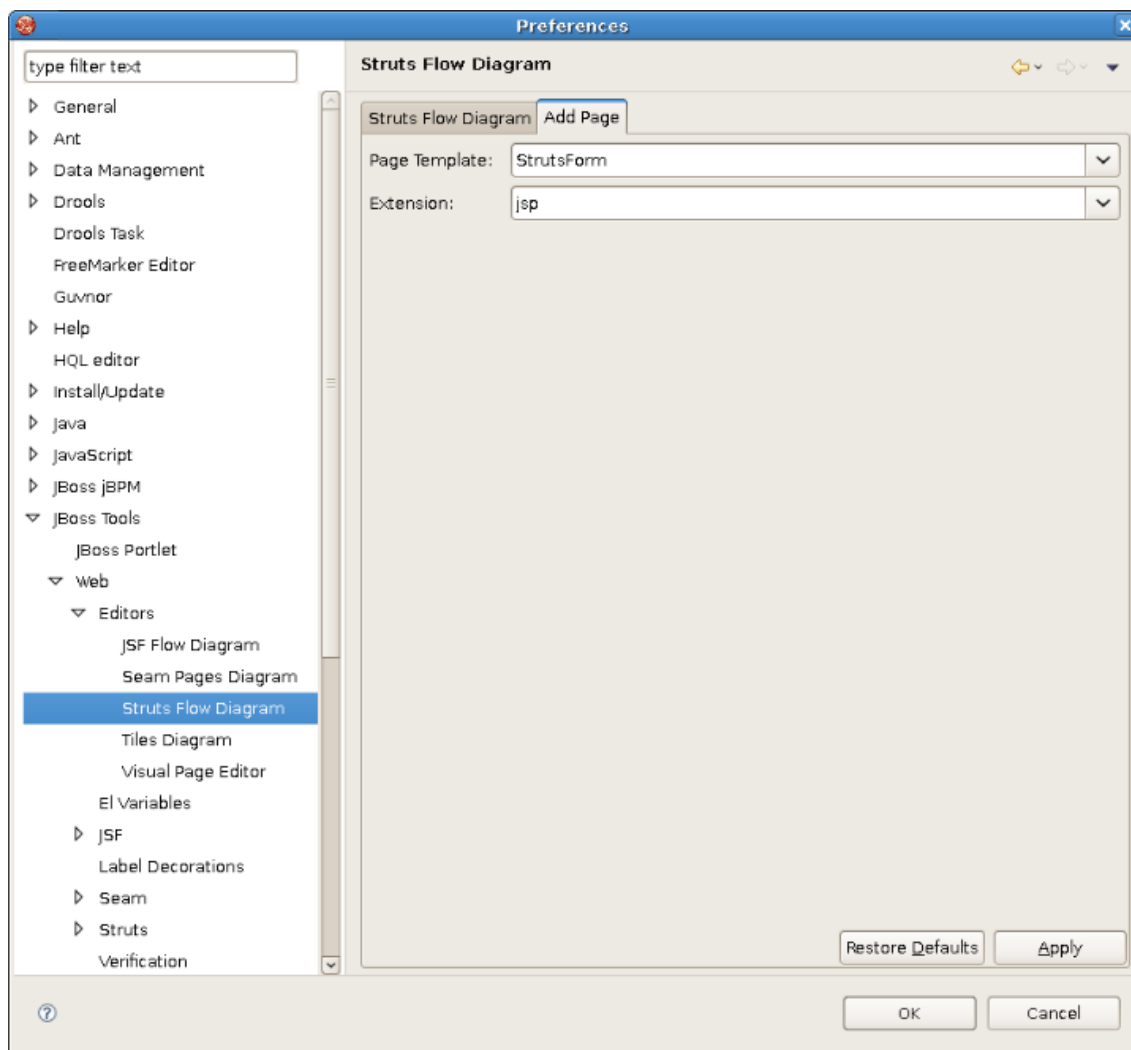 Preferences
type filter text
General
Ant
Data Management
Drools
Drools Task
FreeMarker Editor
Guvnor
Help
HQL editor
Install/Update
Java
JavaScript
JBoss jBPM
JBoss Tools
JBoss Portlet
Web
Editors
JSF Flow Diagram
Seam Pages Diagram
Struts Flow Diagram
Tiles Diagram
Visual Page Editor
El Variables
JSF
Label Decorations
Seam
Struts
Verification
Struts Flow Diagram
Struts Flow Diagram Add Page
Page Template: StrutsForm
Extension: jsp
Restore Defaults Apply
OK Cancel